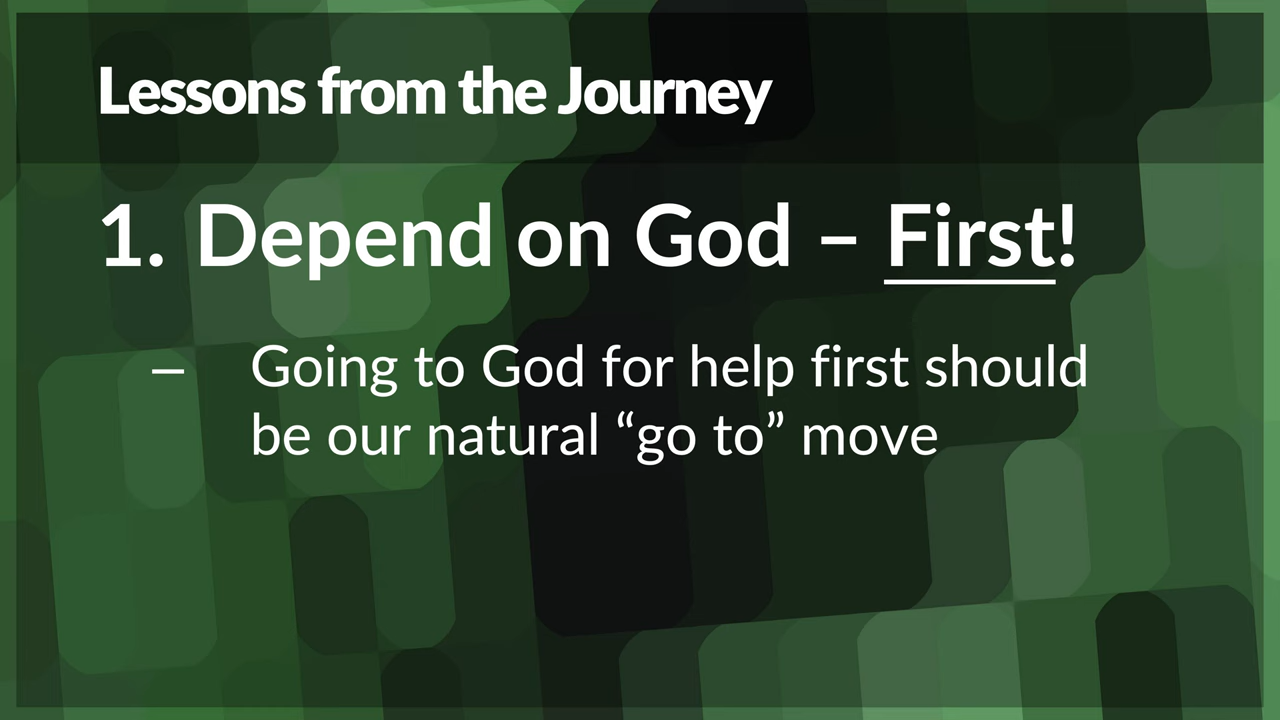 Lessons from the Journey
1. Depend on God – First!
– Going to God for help first should
be our natural “go to” move